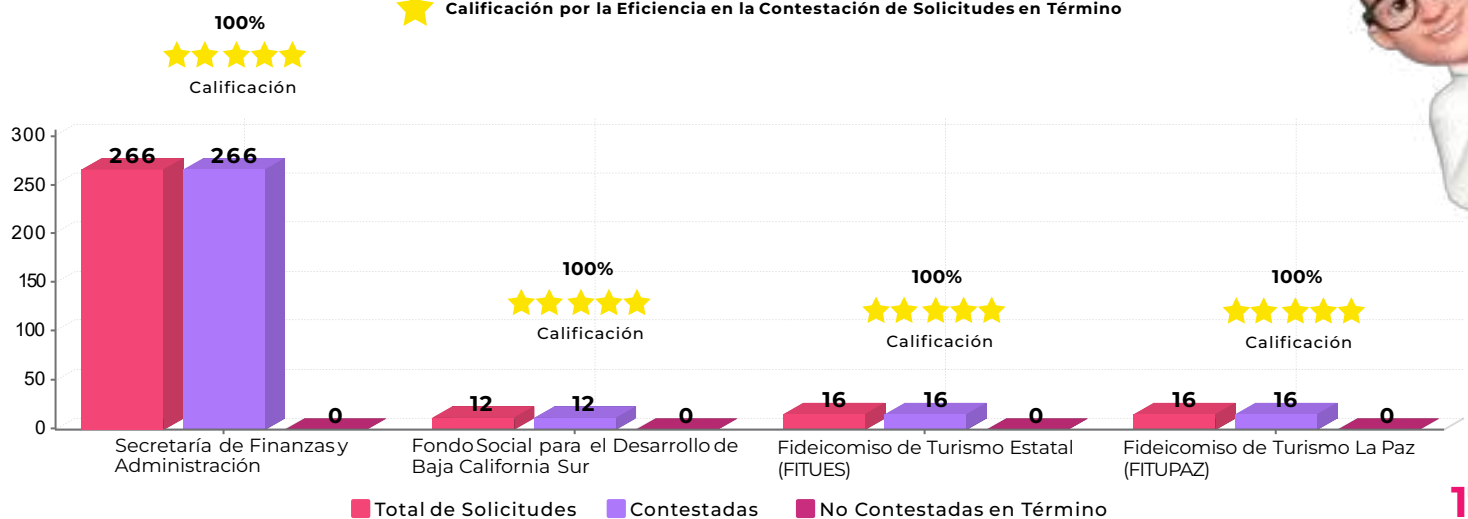 Calificación por la Eficiencia en la Contestación de Solicitudes en Término
100%
Calificación
300
250
200
150
100
50
0
266
266
0
100%
Calificación
12
12
0
100%
Calificación
16
16
0
100%
Calificación
16
16
0
Secretaría de Finanzas y
Administración
Fondo Social para el Desarrollo de
Baja California Sur
Fideicomiso de Turismo Estatal
(FITUES)
Fideicomiso de Turismo La Paz
(FITUPAZ)
Total de Solicitudes
Contestadas
No Contestadas en Término
1